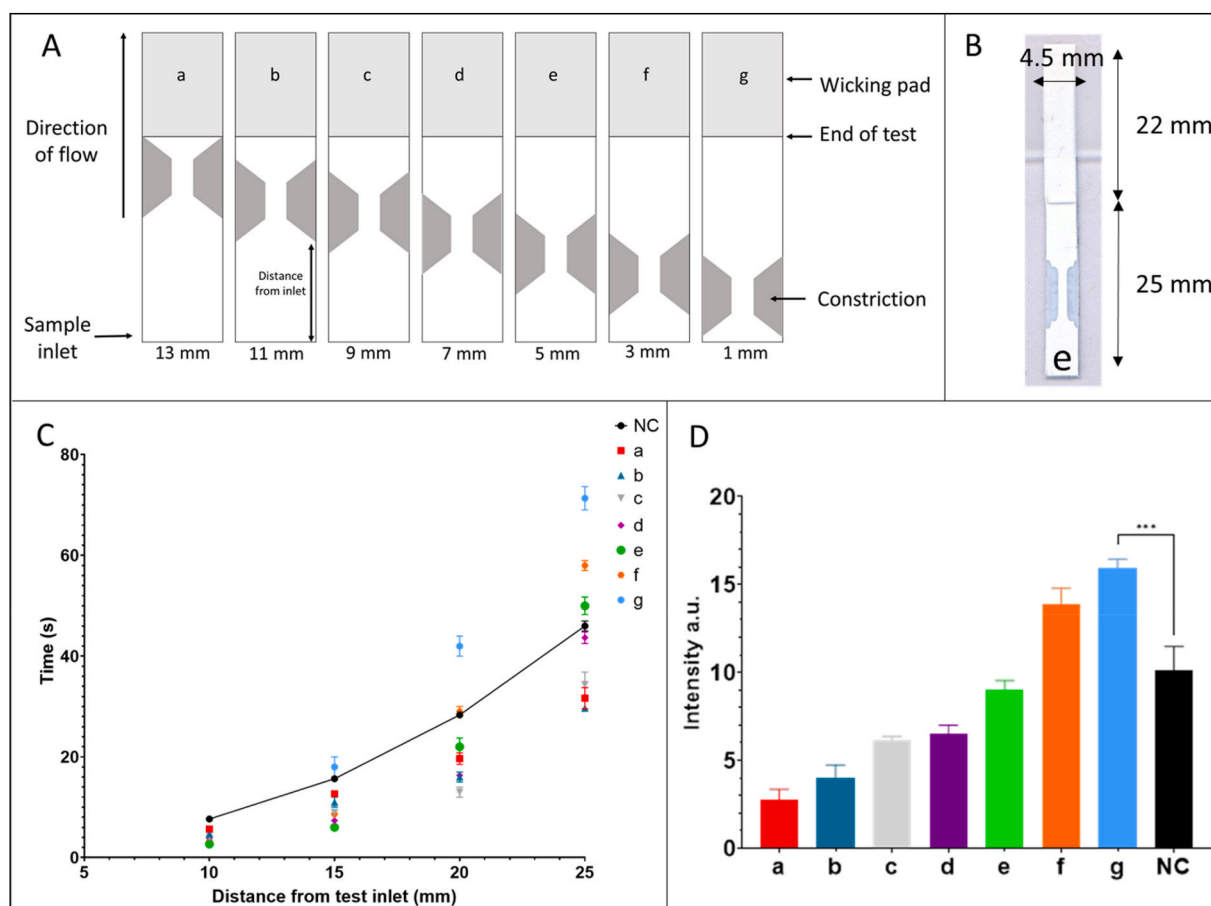 A
a b c d e f g
Direction
of flow
Wicking pad
End of test
Distance
from inlet
Constriction
Sample
inlet
13 mm 11 mm 9 mm 7 mm 5 mm 3 mm 1 mm
B
4.5 mm
22 mm
25 mm
e
C
NC
a
b
c
d
e
f
g
80
60
40
20
0
Time (s)
5 10 15 20 25
Distance from test inlet (mm)
D
20
15
10
5
0
Intensity a.u.
***
a b c d e f g NC